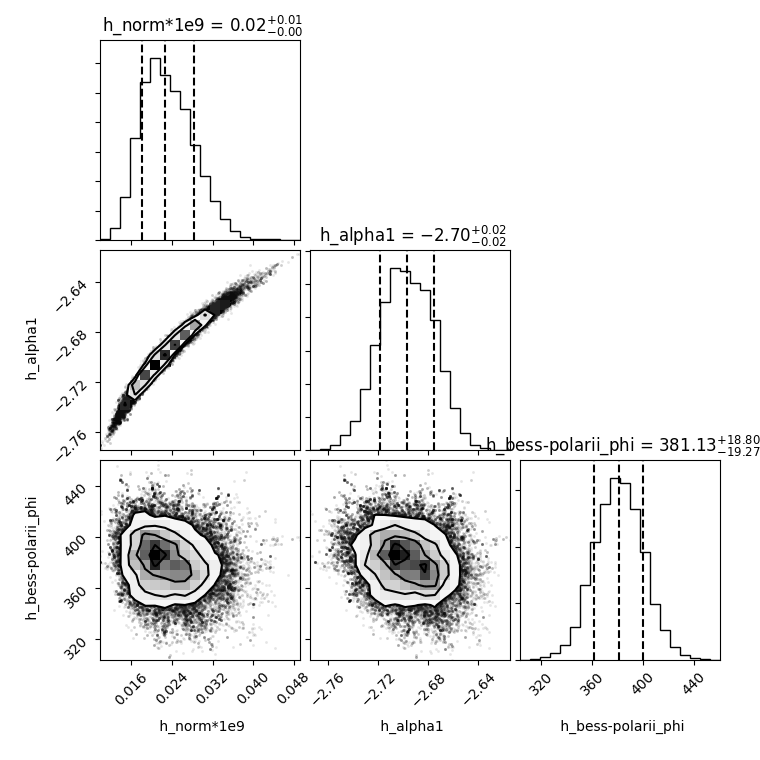 h_norm*1e9 = 0.02+0.01−0.00
h_alpha1 = −2.70+0.02−0.02
−2.64
−2.68
−2.72
−2.76
h_alpha1
h_bess-polarii_phi = 381.13+18.80−19.27
440
400
360
320
h_bess-polarii_phi
0.016 0.024 0.032 0.040 0.048
−2.76 −2.72 −2.68 −2.64
320 360 400 440
h_norm*1e9
h_alpha1
h_bess-polarii_phi